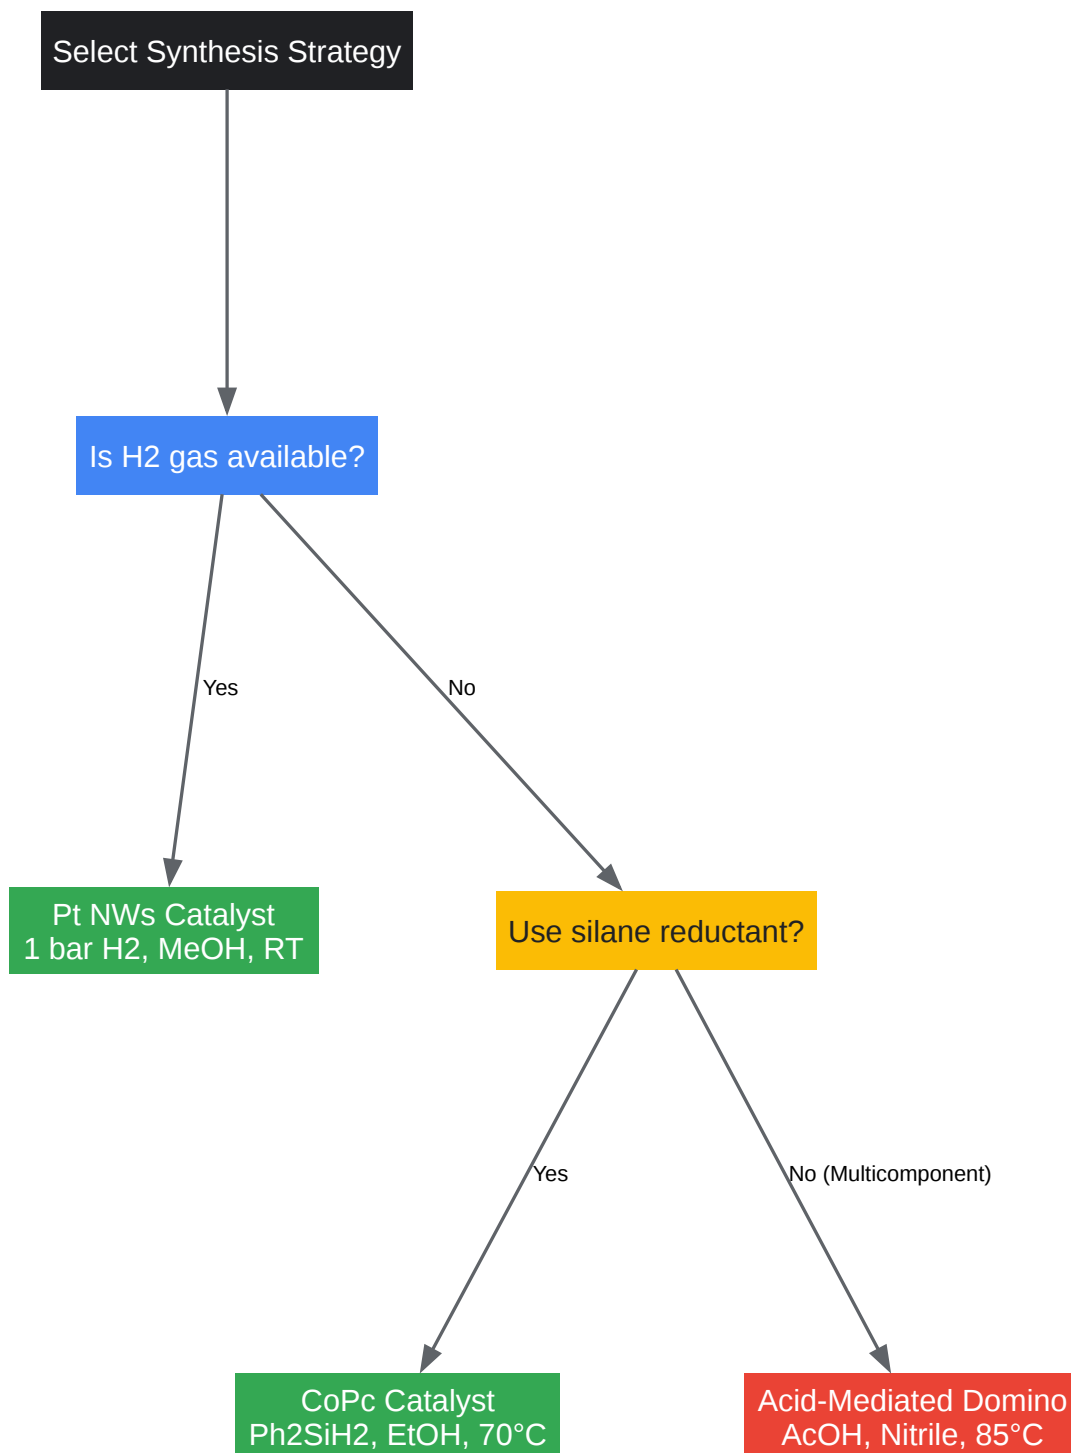 Select Synthesis Strategy
Is H2 gas available?
Yes
No
Pt NWs Catalyst
1 bar H2, MeOH, RT
Use silane reductant?
Yes
No (Multicomponent)
CoPc Catalyst
Ph2SiH2, EtOH, 70°C
Acid-Mediated Domino
AcOH, Nitrile, 85°C